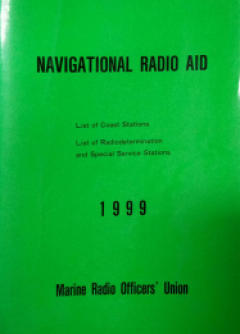 NAVIGATIONAL RADIO AID
List of Coast Stations
List of Radiodetermination
and Special Service Stations
1999
Marine Radio Officers' Union